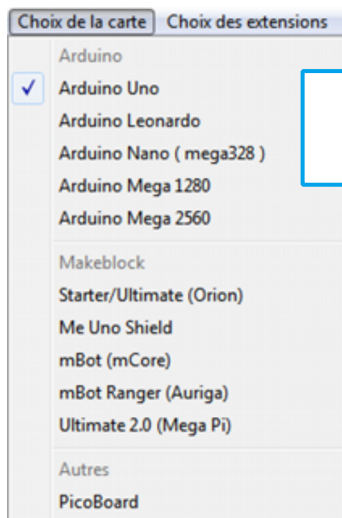 Choix de la carte Choix des extensions
Arduino
Arduino Uno
Arduino Leonardo
Arduino Nano ( mega328 )
Arduino Mega 1280
Arduino Mega 2560
Makeblock
Starter/Ultimate (Orion)
Me Uno Shield
mBot (mCore)
mBot Ranger (Auriga)
Ultimate 2.0 (Mega Pi)
Autres
PicoBoard